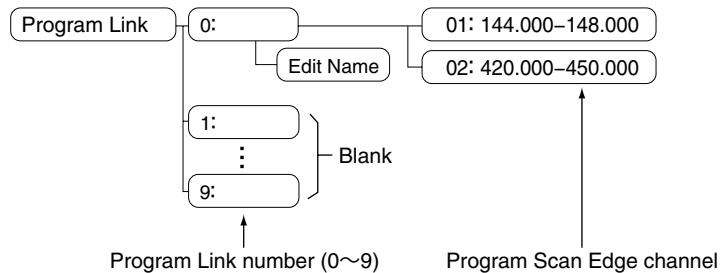 Program Link
0:
01: 144.000–148.000
Edit Name
02: 420.000–450.000
1:
Blank
9:
Program Link number (0～9)
Program Scan Edge channel